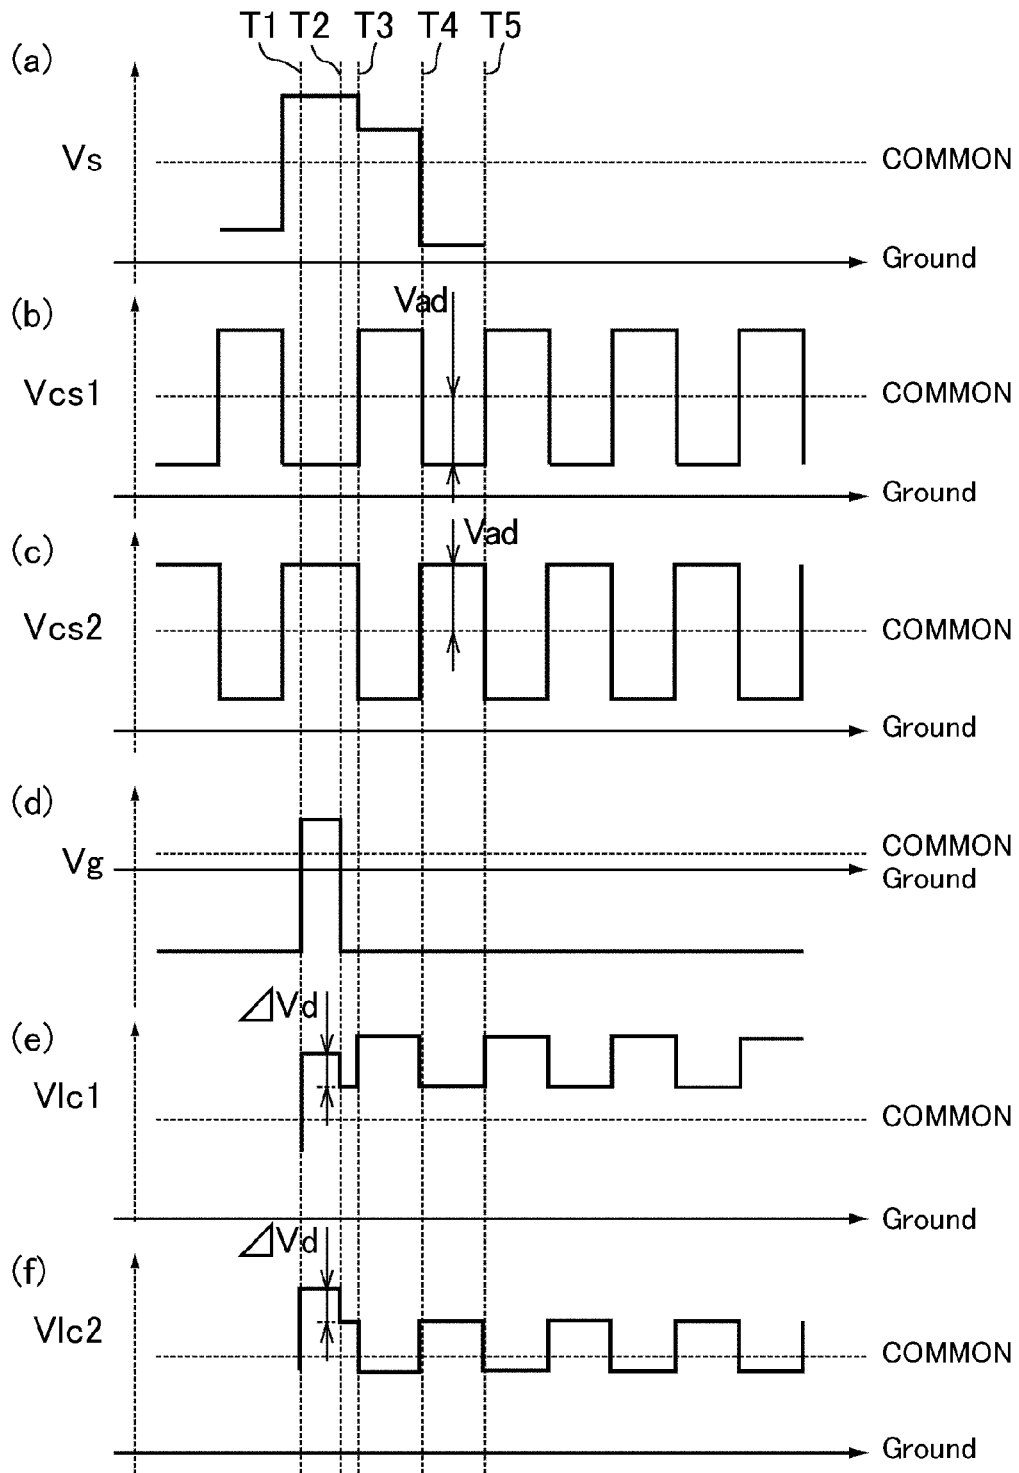 T1 T2 T3 T4 T5
(a)
Vs
COMMON
Ground
(b)
Vad
Vcs1
COMMON
Ground
(c)
Vad
Vcs2
COMMON
Ground
(d)
Vg
COMMON
Ground
(e)
⊿Vd
Vlc1
COMMON
Ground
(f)
⊿Vd
Vlc2
COMMON
Ground